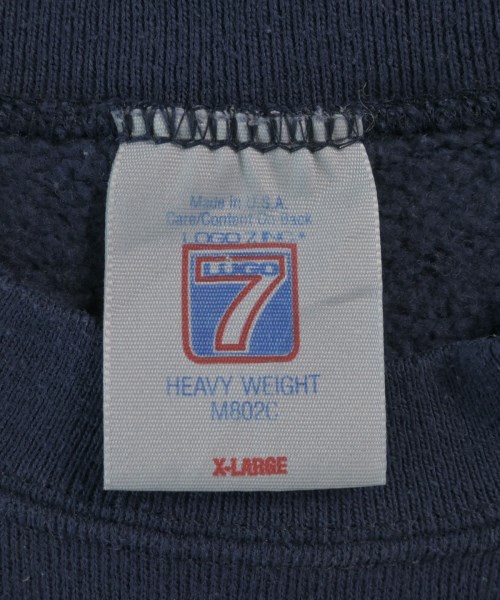 Made In U.S.A.
Care/Content On Back
LOGO 7 INC.®
LOGO
7
HEAVY WEIGHT
M802C
X-LARGE